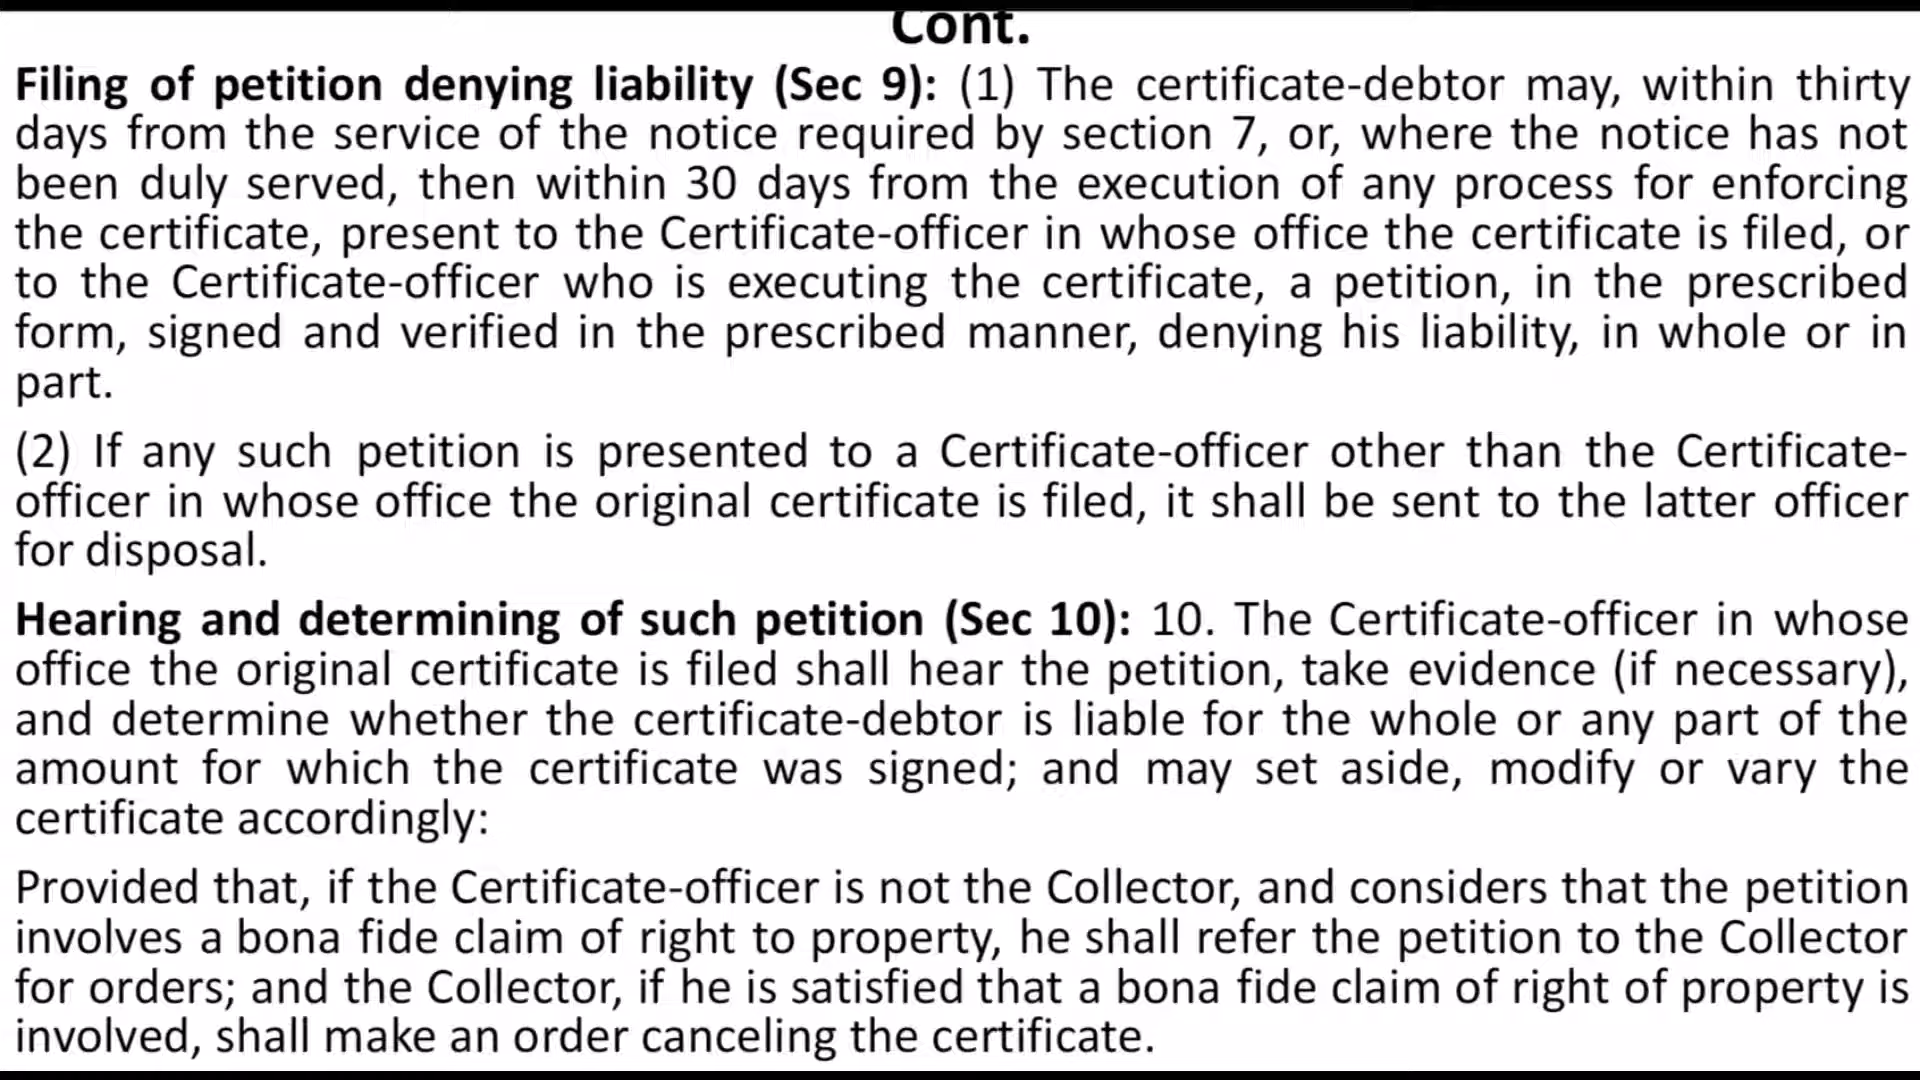 Cont.
Filing of petition denying liability (Sec 9): (1) The certificate-debtor may, within thirty
days from the service of the notice required by section 7, or, where the notice has not
been duly served, then within 30 days from the execution of any process for enforcing
the certificate, present to the Certificate-officer in whose office the certificate is filed, or
to the Certificate-officer who is executing the certificate, a petition, in the prescribed
form, signed and verified in the prescribed manner, denying his liability, in whole or in
part.
(2) If any such petition is presented to a Certificate-officer other than the Certificate-
officer in whose office the original certificate is filed, it shall be sent to the latter officer
for disposal.
Hearing and determining of such petition (Sec 10): 10. The Certificate-officer in whose
office the original certificate is filed shall hear the petition, take evidence (if necessary),
and determine whether the certificate-debtor is liable for the whole or any part of the
amount for which the certificate was signed; and may set aside, modify or vary the
certificate accordingly:
Provided that, if the Certificate-officer is not the Collector, and considers that the petition
involves a bona fide claim of right to property, he shall refer the petition to the Collector
for orders; and the Collector, if he is satisfied that a bona fide claim of right of property is
involved, shall make an order canceling the certificate.